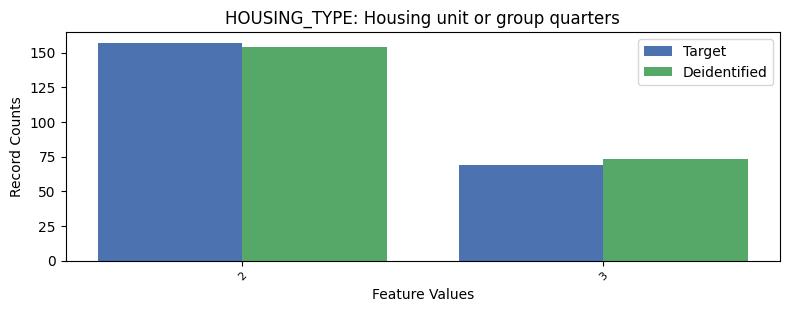 HOUSING_TYPE: Housing unit or group quarters
Target
Deidentified
Record Counts
150
125
100
75
50
25
0
2
3
Feature Values